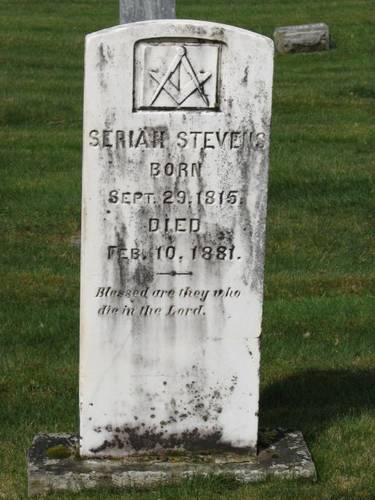 SERIAH STEVENS
BORN
SEPT. 29, 1815.
DIED
FEB. 10, 1881.
Blessed are they who
die in the Lord.